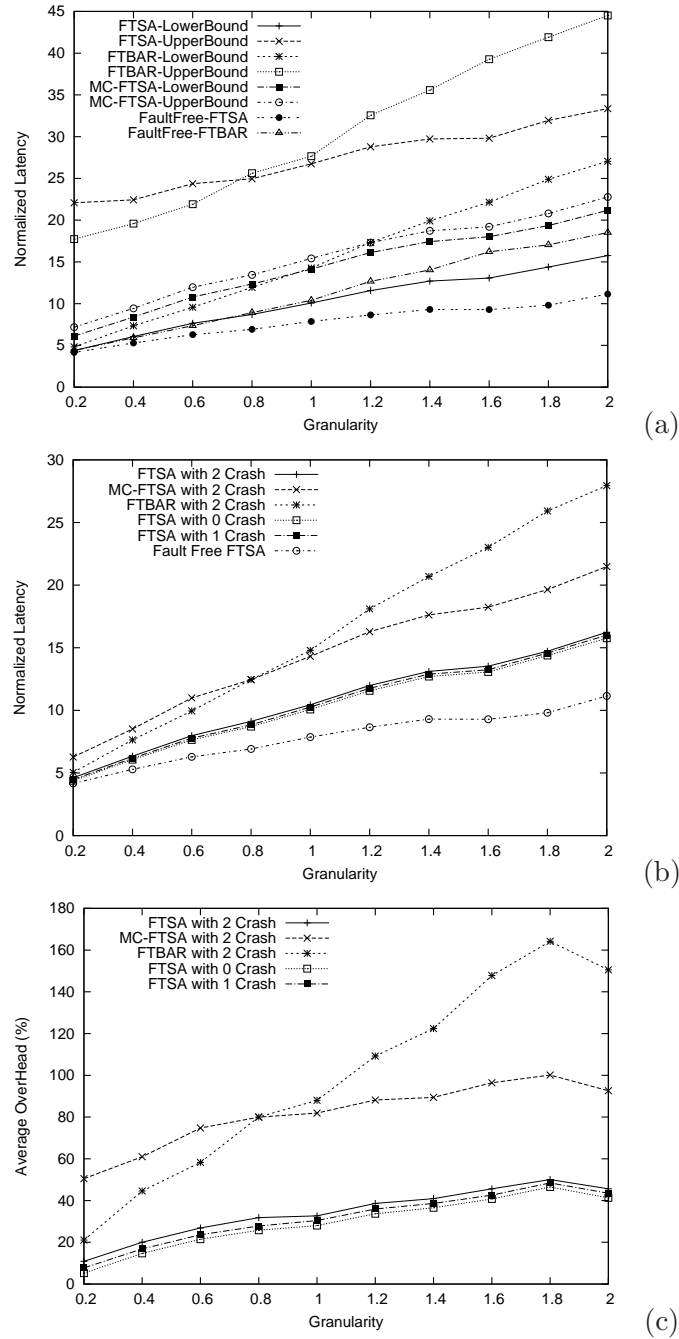 45
40
35
30
25
20
15
10
5
0
Normalized Latency
FTSA-LowerBound
FTSA-UpperBound
FTBAR-LowerBound
FTBAR-UpperBound
MC-FTSA-LowerBound
MC-FTSA-UpperBound
FaultFree-FTSA
FaultFree-FTBAR
0.2 0.4 0.6 0.8 1 1.2 1.4 1.6 1.8 2
Granularity
(a)
30
25
20
15
10
5
0
Normalized Latency
FTSA with 2 Crash
MC-FTSA with 2 Crash
FTBAR with 2 Crash
FTSA with 0 Crash
FTSA with 1 Crash
Fault Free FTSA
0.2 0.4 0.6 0.8 1 1.2 1.4 1.6 1.8 2
Granularity
(b)
180
160
140
120
100
80
60
40
20
0
Average OverHead (%)
FTSA with 2 Crash
MC-FTSA with 2 Crash
FTBAR with 2 Crash
FTSA with 0 Crash
FTSA with 1 Crash
0.2 0.4 0.6 0.8 1 1.2 1.4 1.6 1.8 2
Granularity
(c)